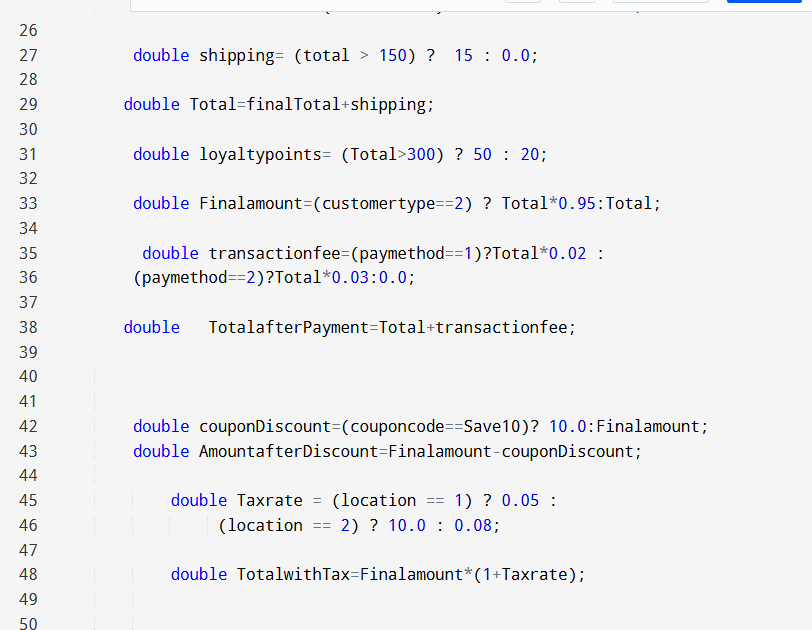 26
27 double shipping= (total > 150) ?  15 : 0.0;
28
29 double Total=finalTotal+shipping;
30
31 double loyaltypoints= (Total>300) ? 50 : 20;
32
33 double Finalamount=(customertype==2) ? Total*0.95:Total;
34
35 double transactionfee=(paymethod==1)?Total*0.02 :
36 (paymethod==2)?Total*0.03:0.0;
37
38 double   TotalafterPayment=Total+transactionfee;
39
40
41
42 double couponDiscount=(couponcode==Save10)? 10.0:Finalamount;
43 double AmountafterDiscount=Finalamount-couponDiscount;
44
45 double Taxrate = (location == 1) ? 0.05 :
46 (location == 2) ? 10.0 : 0.08;
47
48 double TotalwithTax=Finalamount*(1+Taxrate);
49
50